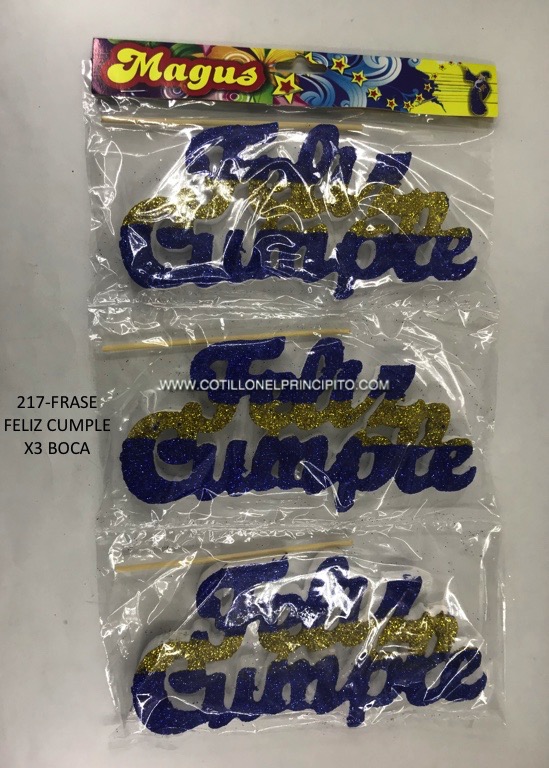 Magus
Feliz
Cumple
WWW.COTILLONELPRINCIPITO.COM
217-FRASE
FELIZ CUMPLE
X3 BOCA
Feliz
Cumple
Feliz
Cumple